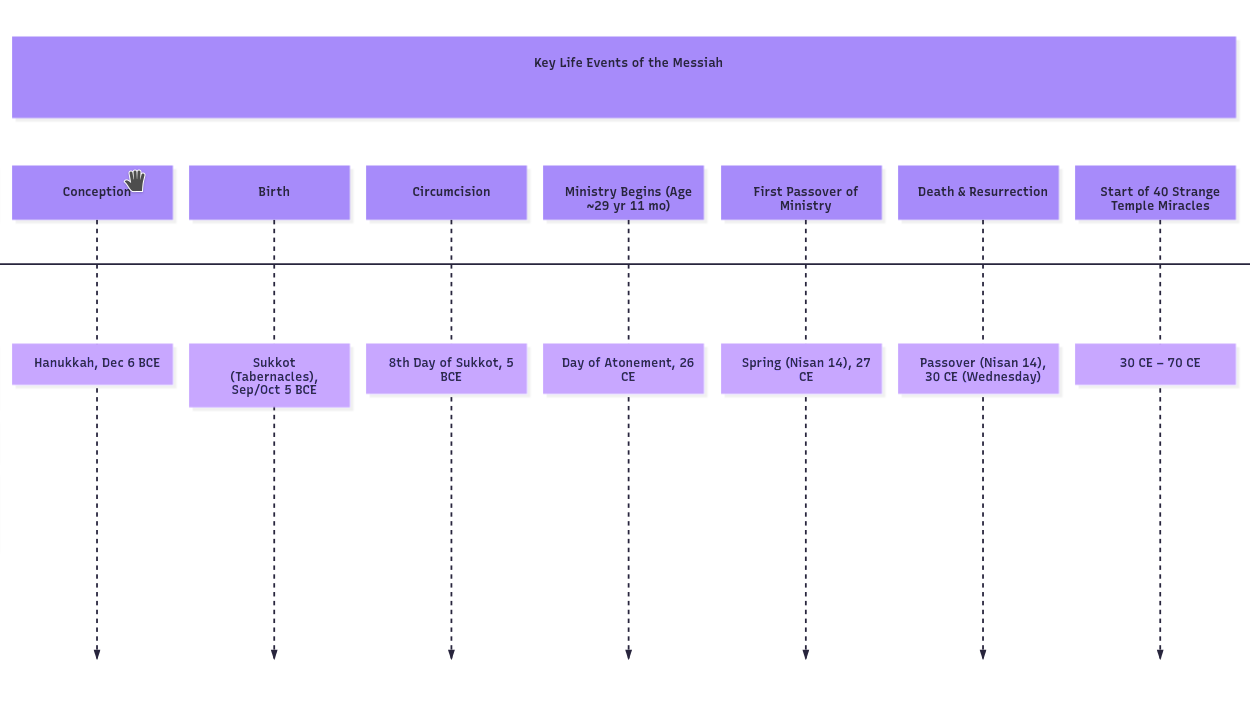 Key Life Events of the Messiah
Conception
Birth
Circumcision
Ministry Begins (Age
~29 yr 11 mo)
First Passover of
Ministry
Death & Resurrection
Start of 40 Strange
Temple Miracles
Hanukkah, Dec 6 BCE
Sukkot
(Tabernacles),
Sep/Oct 5 BCE
8th Day of Sukkot, 5
BCE
Day of Atonement, 26
CE
Spring (Nisan 14), 27
CE
Passover (Nisan 14),
30 CE (Wednesday)
30 CE – 70 CE